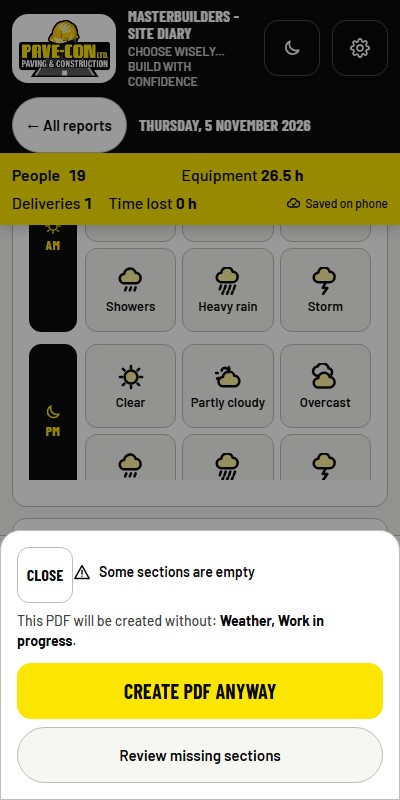 PAVE-CON LTD.
PAVING & CONSTRUCTION
MASTERBUILDERS -
SITE DIARY
CHOOSE WISELY...
BUILD WITH
CONFIDENCE
← All reports
THURSDAY, 5 NOVEMBER 2026
People 19
Equipment 26.5 h
Deliveries 1
Time lost 0 h
Saved on phone
AM
Showers
Heavy rain
Storm
Clear
Partly cloudy
Overcast
PM
CLOSE
Some sections are empty
This PDF will be created without: Weather, Work in
progress.
CREATE PDF ANYWAY
Review missing sections